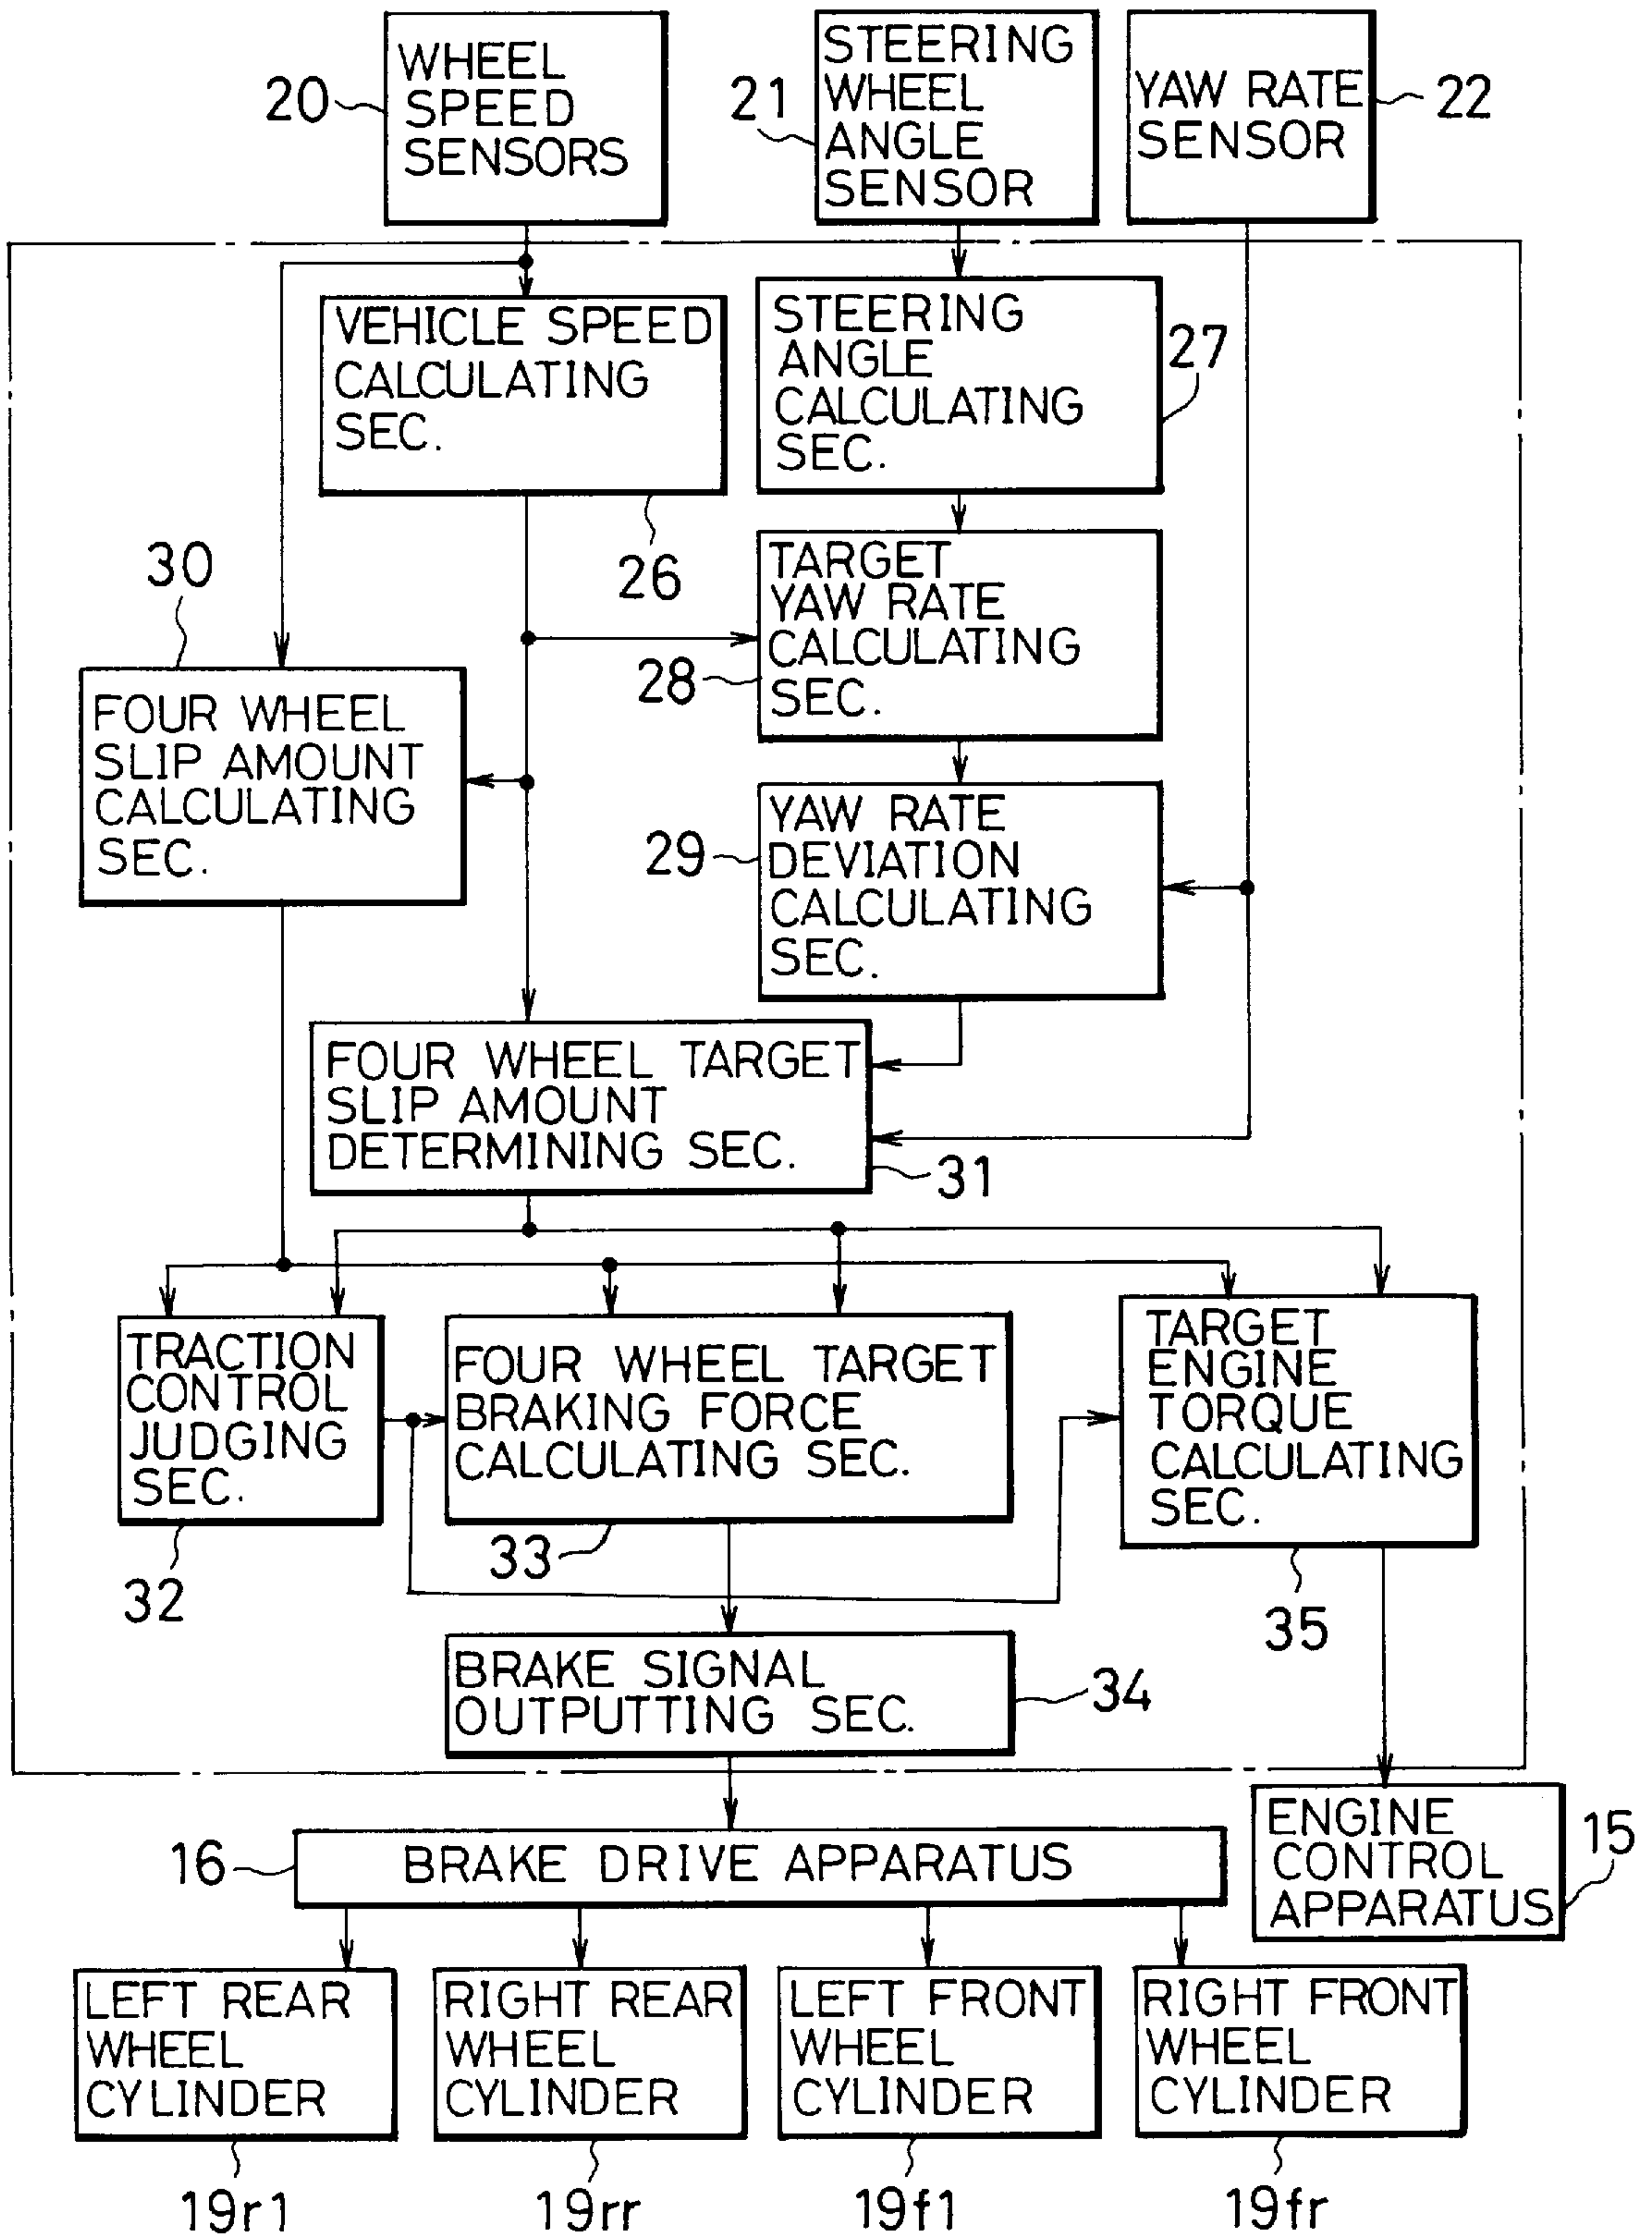 WHEEL
SPEED
SENSORS
20
STEERING
WHEEL
ANGLE
SENSOR
21
YAW RATE
SENSOR
22
VEHICLE SPEED
CALCULATING
SEC.
26
STEERING
ANGLE
CALCULATING
SEC.
27
30
FOUR WHEEL
SLIP AMOUNT
CALCULATING
SEC.
TARGET
YAW RATE
CALCULATING
SEC.
28
YAW RATE
DEVIATION
CALCULATING
SEC.
29
FOUR WHEEL TARGET
SLIP AMOUNT
DETERMINING SEC.
31
TRACTION
CONTROL
JUDGING
SEC.
32
FOUR WHEEL TARGET
BRAKING FORCE
CALCULATING SEC.
33
TARGET
ENGINE
TORQUE
CALCULATING
SEC.
35
BRAKE SIGNAL
OUTPUTTING SEC.
34
16
BRAKE DRIVE APPARATUS
ENGINE
CONTROL
APPARATUS
15
LEFT REAR
WHEEL
CYLINDER
19r1
RIGHT REAR
WHEEL
CYLINDER
19rr
LEFT FRONT
WHEEL
CYLINDER
19f1
RIGHT FRONT
WHEEL
CYLINDER
19fr